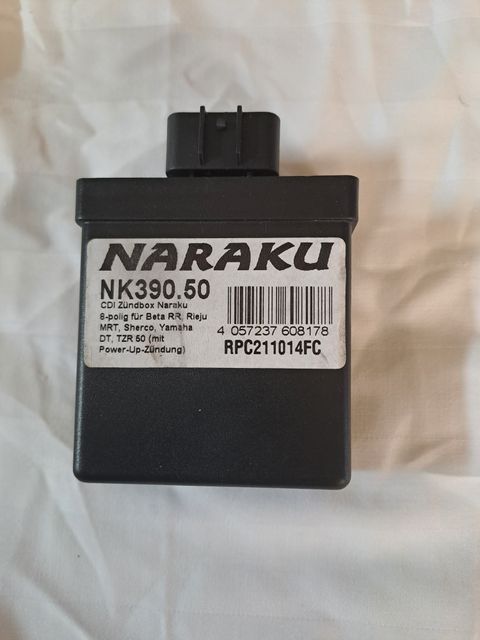 NARAKU
NK390.50
CDI Zündbox Naraku
8-polig für Beta RR, Rieju
MRT, Sherco, Yamaha
DT, TZR 50 (mit
Power-Up-Zündung)
4 057237 608178
RPC211014FC